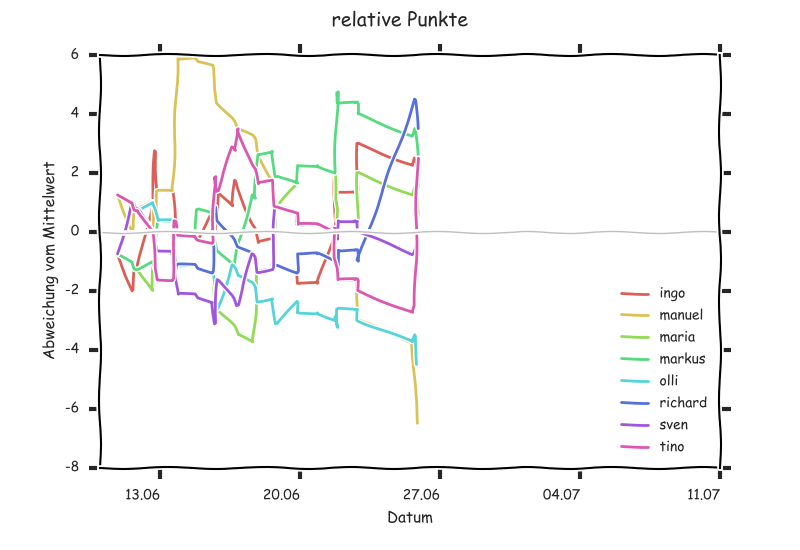 relative Punkte
6
4
2
0
-2
-4
-6
-8
Abweichung vom Mittelwert
13.06
20.06
27.06
04.07
11.07
Datum
ingo
manuel
maria
markus
olli
richard
sven
tino